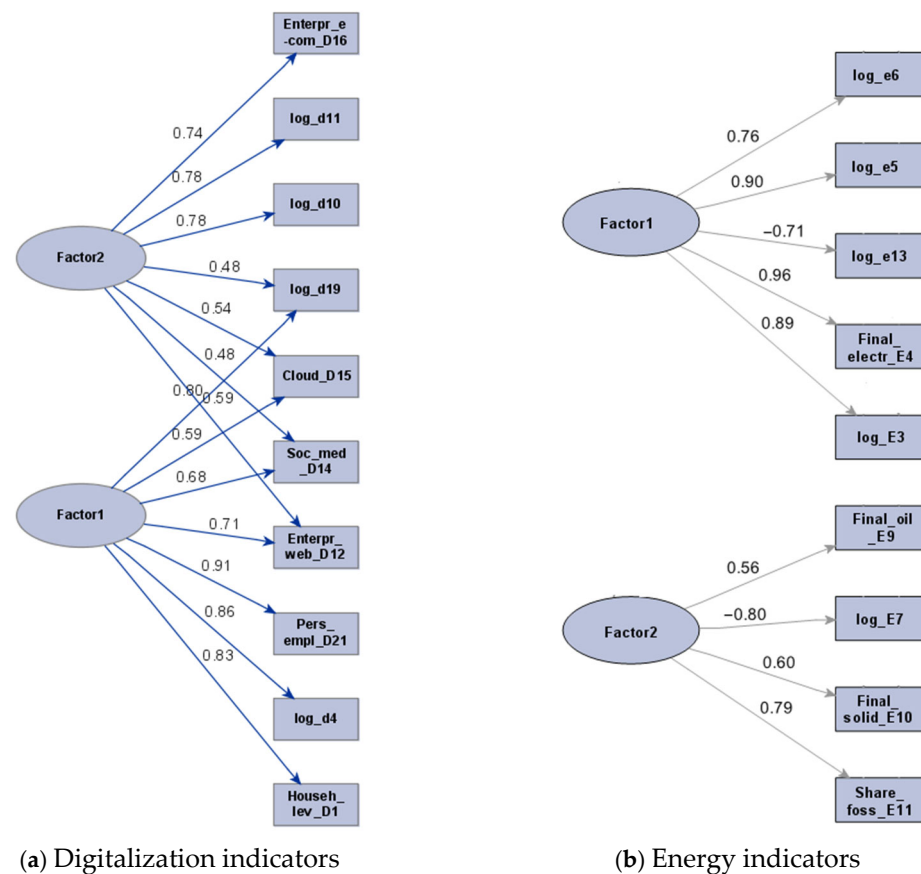 Enterpr_e
-com_D16
log_d11
0.74
0.78
log_d10
0.78
Factor2
0.48
log_d19
0.54
0.48
Cloud_D15
0.80
0.59
0.59
Soc_med
_D14
0.68
Factor1
0.71
Enterpr_
web_D12
0.91
0.86
Pers_
empl_D21
0.83
log_d4
Househ_
lev_D1
(a) Digitalization indicators
log_e6
0.76
log_e5
0.90
Factor1
−0.71
log_e13
0.96
0.89
Final_
electr_E4
log_E3
Final_oil
_E9
0.56
−0.80
log_E7
Factor2
0.60
Final_
solid_E10
0.79
Share_
foss_E11
(b) Energy indicators